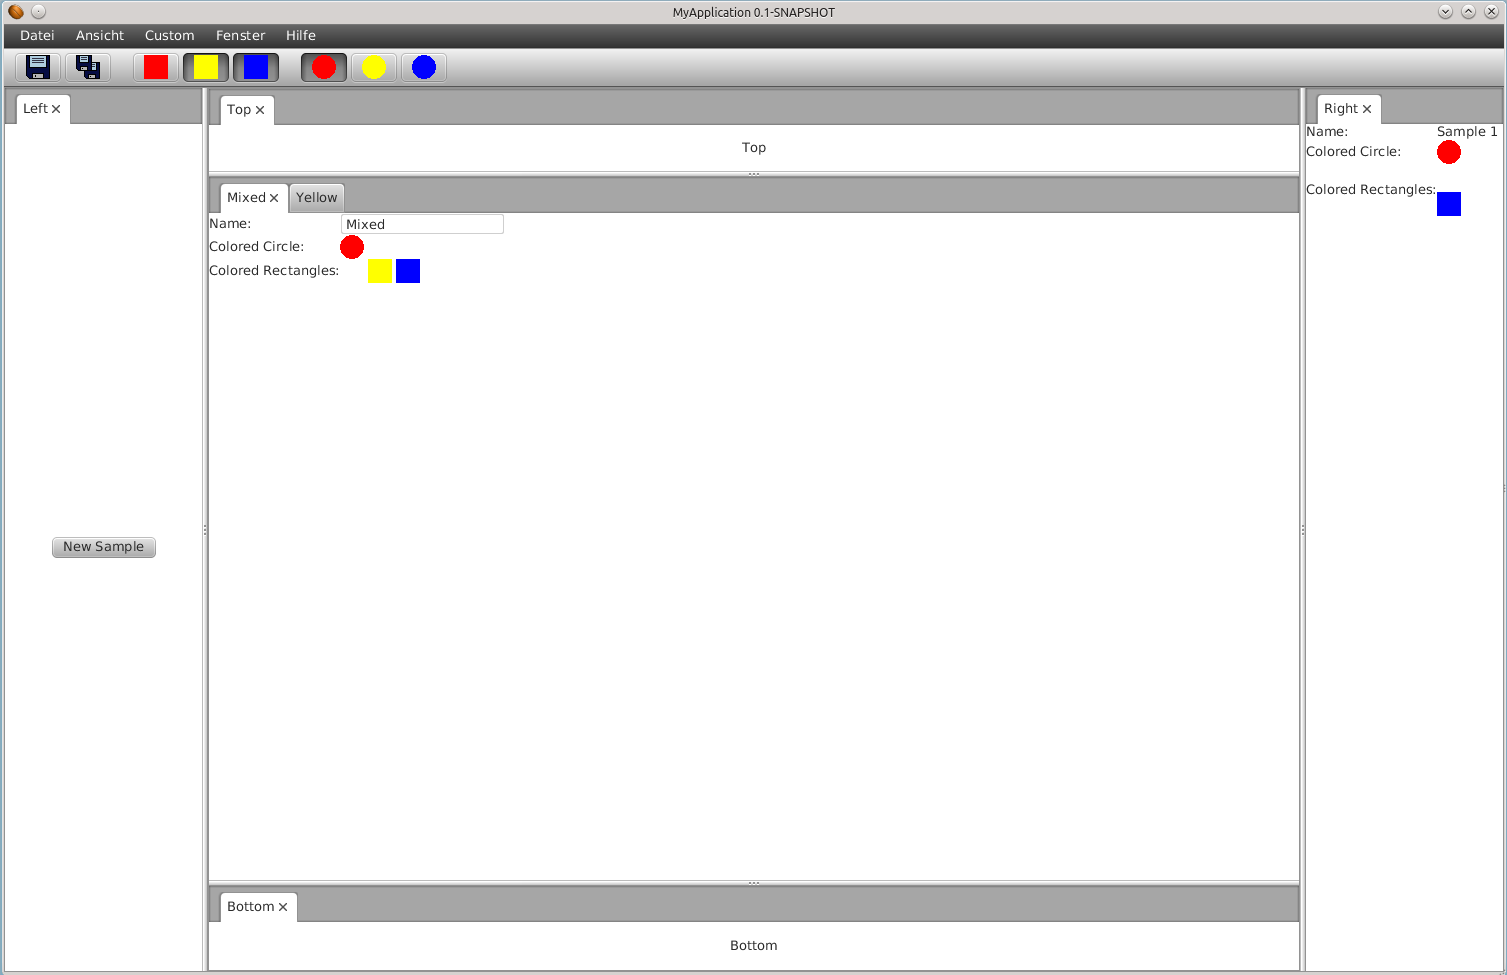 MyApplication 0.1-SNAPSHOT
Datei Ansicht Custom Fenster Hilfe
Left
New Sample
Top
Top
Mixed Yellow
Name: Mixed
Colored Circle:
Colored Rectangles:
Bottom
Bottom
Right
Name: Sample 1
Colored Circle:
Colored Rectangles: